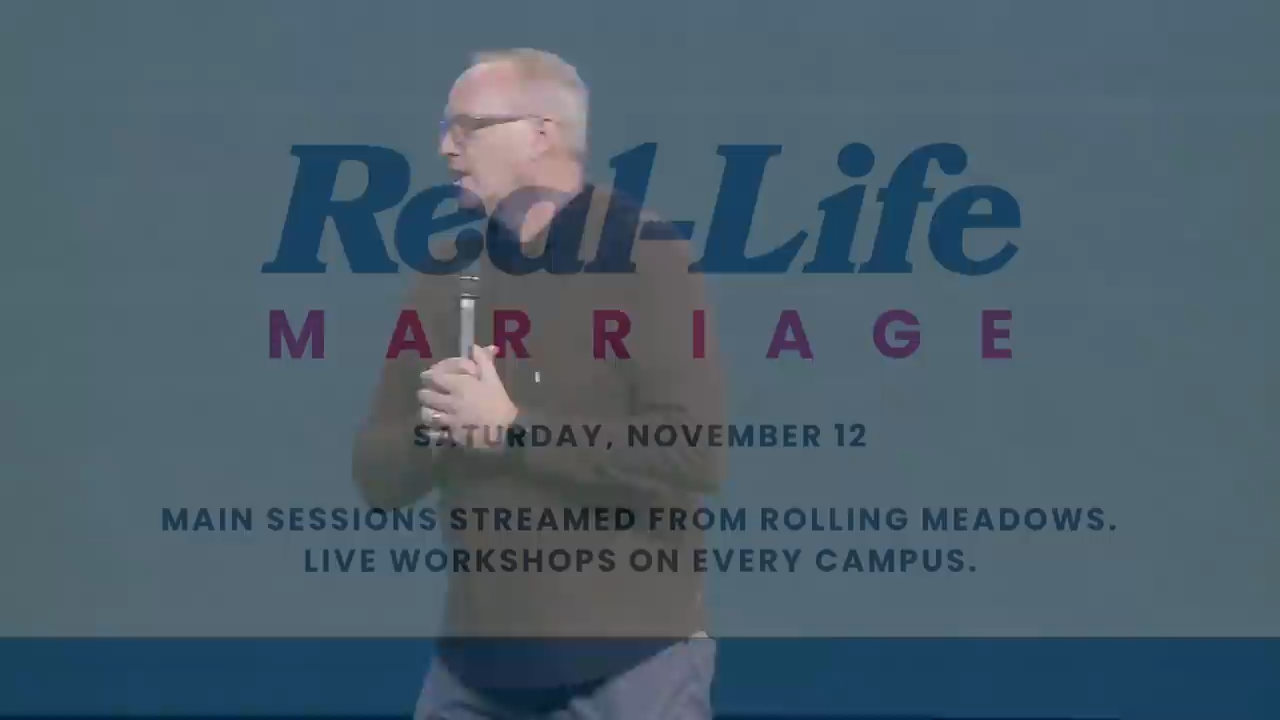 Real-Life
MARRIAGE
SATURDAY, NOVEMBER 12
MAIN SESSIONS STREAMED FROM ROLLING MEADOWS.
LIVE WORKSHOPS ON EVERY CAMPUS.